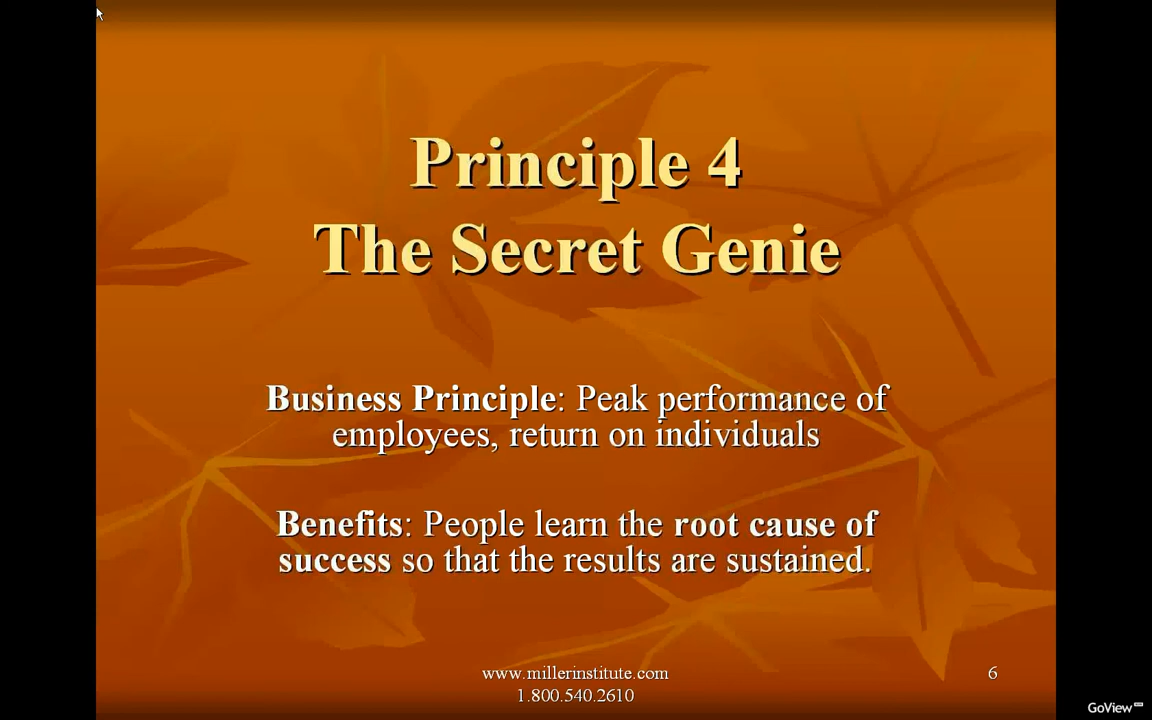 Principle 4
The Secret Genie
Business Principle: Peak performance of
employees, return on individuals
Benefits: People learn the root cause of
success so that the results are sustained.
www.millerinstitute.com
1.800.540.2610
6
GoView